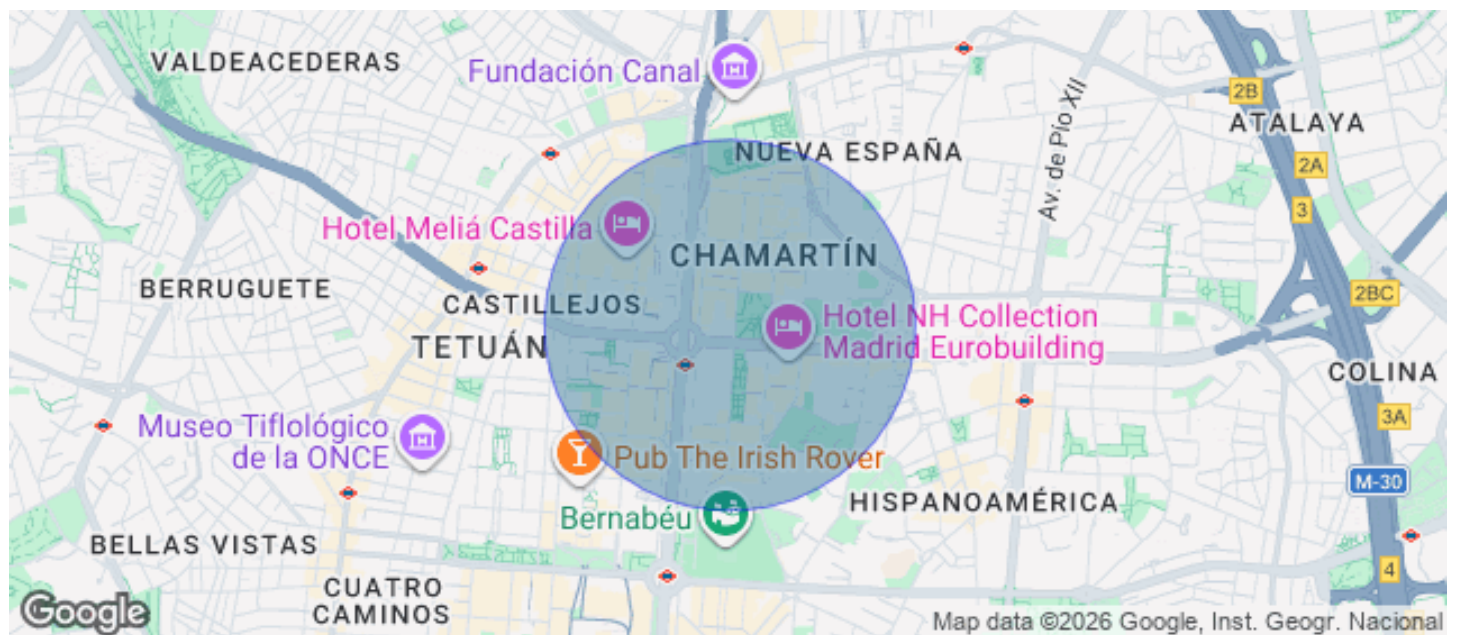 VALDEACEDERAS
Fundación Canal
2B
ATALAYA
NUEVA ESPAÑA
Av. de Pío XII
2A
3
Hotel Meliá Castilla
CHAMARTÍN
BERRUGUETE
CASTILLEJOS
2BC
Hotel NH Collection
Madrid Eurobuilding
TETUÁN
COLINA
3A
Museo Tiflológico
de la ONCE
Pub The Irish Rover
M-30
HISPANOAMÉRICA
Bernabéu
BELLAS VISTAS
4
CUATRO
CAMINOS
Google
Map data ©2026 Google, Inst. Geogr. Nacional